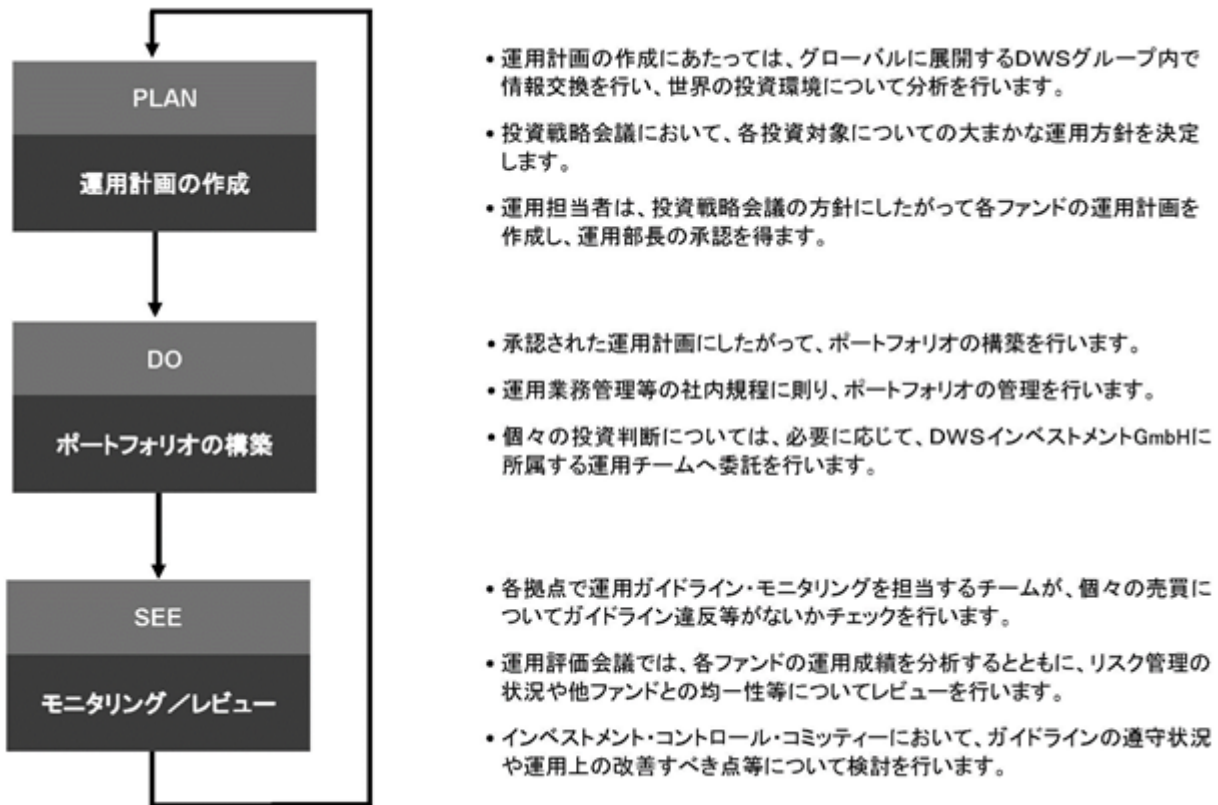 PLAN
運用計画の作成
• 運用計画の作成にあたっては、グローバルに展開するDWSグループ内で
情報交換を行い、世界の投資環境について分析を行います。
• 投資戦略会議において、各投資対象についての大まかな運用方針を決定
します。
• 運用担当者は、投資戦略会議の方針にしたがって各ファンドの運用計画を
作成し、運用部長の承認を得ます。
DO
ポートフォリオの構築
• 承認された運用計画にしたがって、ポートフォリオの構築を行います。
• 運用業務管理等の社内規程に則り、ポートフォリオの管理を行います。
• 個々の投資判断については、必要に応じて、DWSインベストメントGmbHに
所属する運用チームへ委託を行います。
SEE
モニタリング／レビュー
• 各拠点で運用ガイドライン・モニタリングを担当するチームが、個々の売買に
ついてガイドライン違反等がないかチェックを行います。
• 運用評価会議では、各ファンドの運用成績を分析するとともに、リスク管理の
状況や他ファンドとの均一性等についてレビューを行います。
• インベストメント・コントロール・コミッティーにおいて、ガイドラインの遵守状況
や運用上の改善すべき点等について検討を行います。